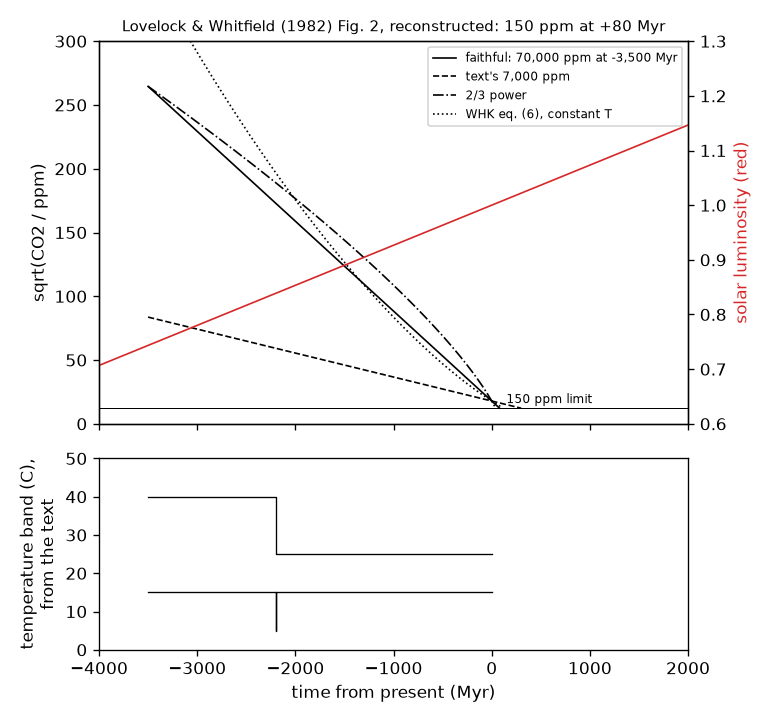 Lovelock & Whitfield (1982) Fig. 2, reconstructed: 150 ppm at +80 Myr
300
250
200
150
100
50
0
sqrt(CO2 / ppm)
faithful: 70,000 ppm at -3,500 Myr
text's 7,000 ppm
2/3 power
WHK eq. (6), constant T
150 ppm limit
1.3
1.2
1.1
1.0
0.9
0.8
0.7
0.6
solar luminosity (red)
50
40
30
20
10
0
temperature band (C),
from the text
−4000
−3000
−2000
−1000
0
1000
2000
time from present (Myr)